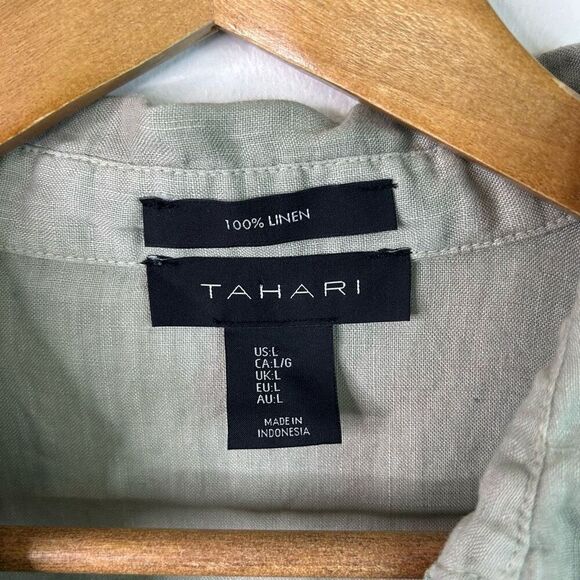 100% LINEN
TAHARI
US:L
CA:L/G
UK:L
EU:L
AU:L
MADE IN
INDONESIA